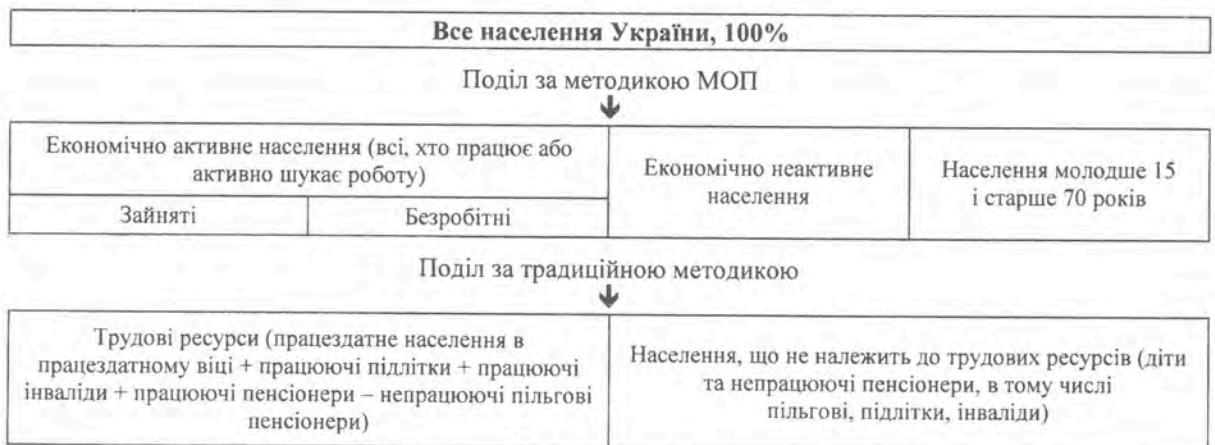 Все населення України, 100%
Поділ за методикою МОП
Економічно активне населення (всі, хто працює або
активно шукає роботу)
Зайняті
Безробітні
Економічно неактивне
населення
Населення молодше 15
і старше 70 років
Поділ за традиційною методикою
Трудові ресурси (працездатне населення в
працездатному віці + працюючі підлітки + працюючі
інваліди + працюючі пенсіонери – непрацюючі пільгові
пенсіонери)
Населення, що не належить до трудових ресурсів (діти
та непрацюючі пенсіонери, в тому числі
пільгові, підлітки, інваліди)